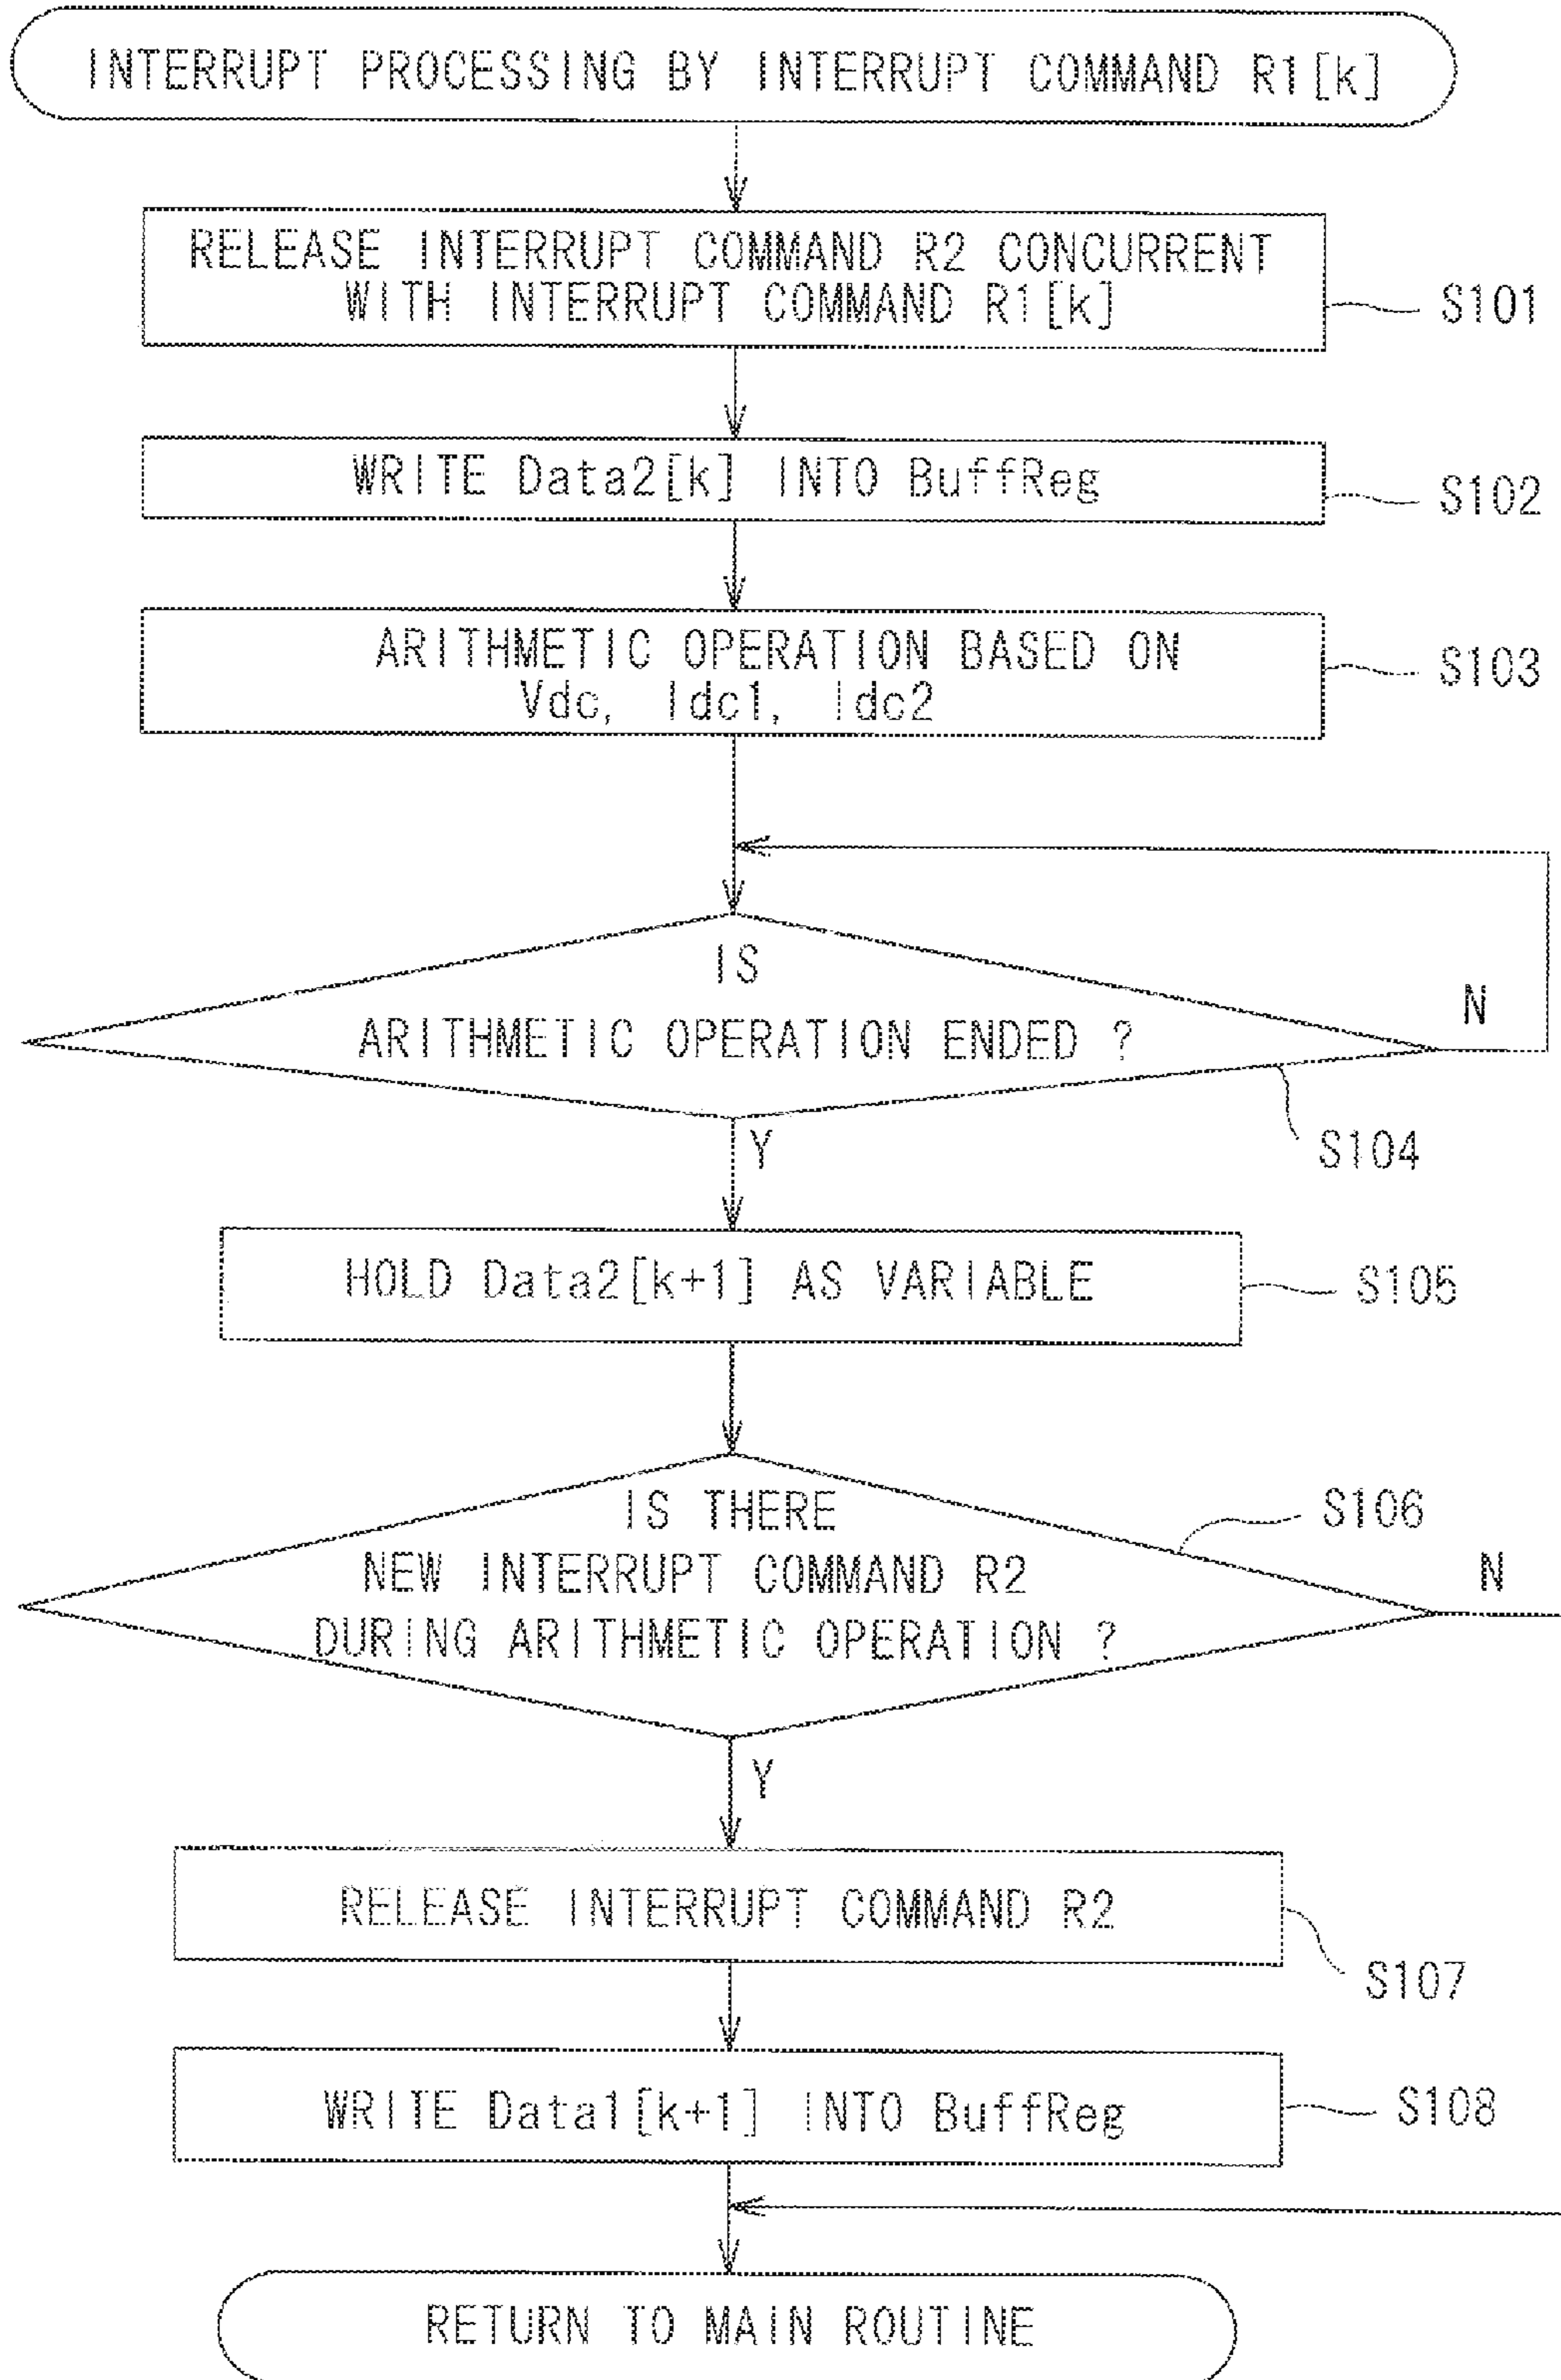 INTERRUPT PROCESSING BY INTERRUPT COMMAND R1[k]
RELEASE INTERRUPT COMMAND R2 CONCURRENT
WITH INTERRUPT COMMAND R1[k]
S101
WRITE Data2[k] INTO BuffReg
S102
ARITHMETIC OPERATION BASED ON
Vdc, Idc1, Idc2
S103
IS
ARITHMETIC OPERATION ENDED ?
N
S104
Y
HOLD Data2[k+1] AS VARIABLE
S105
IS THERE
NEW INTERRUPT COMMAND R2
DURING ARITHMETIC OPERATION ?
S106
N
Y
RELEASE INTERRUPT COMMAND R2
S107
WRITE Data1[k+1] INTO BuffReg
S108
RETURN TO MAIN ROUTINE